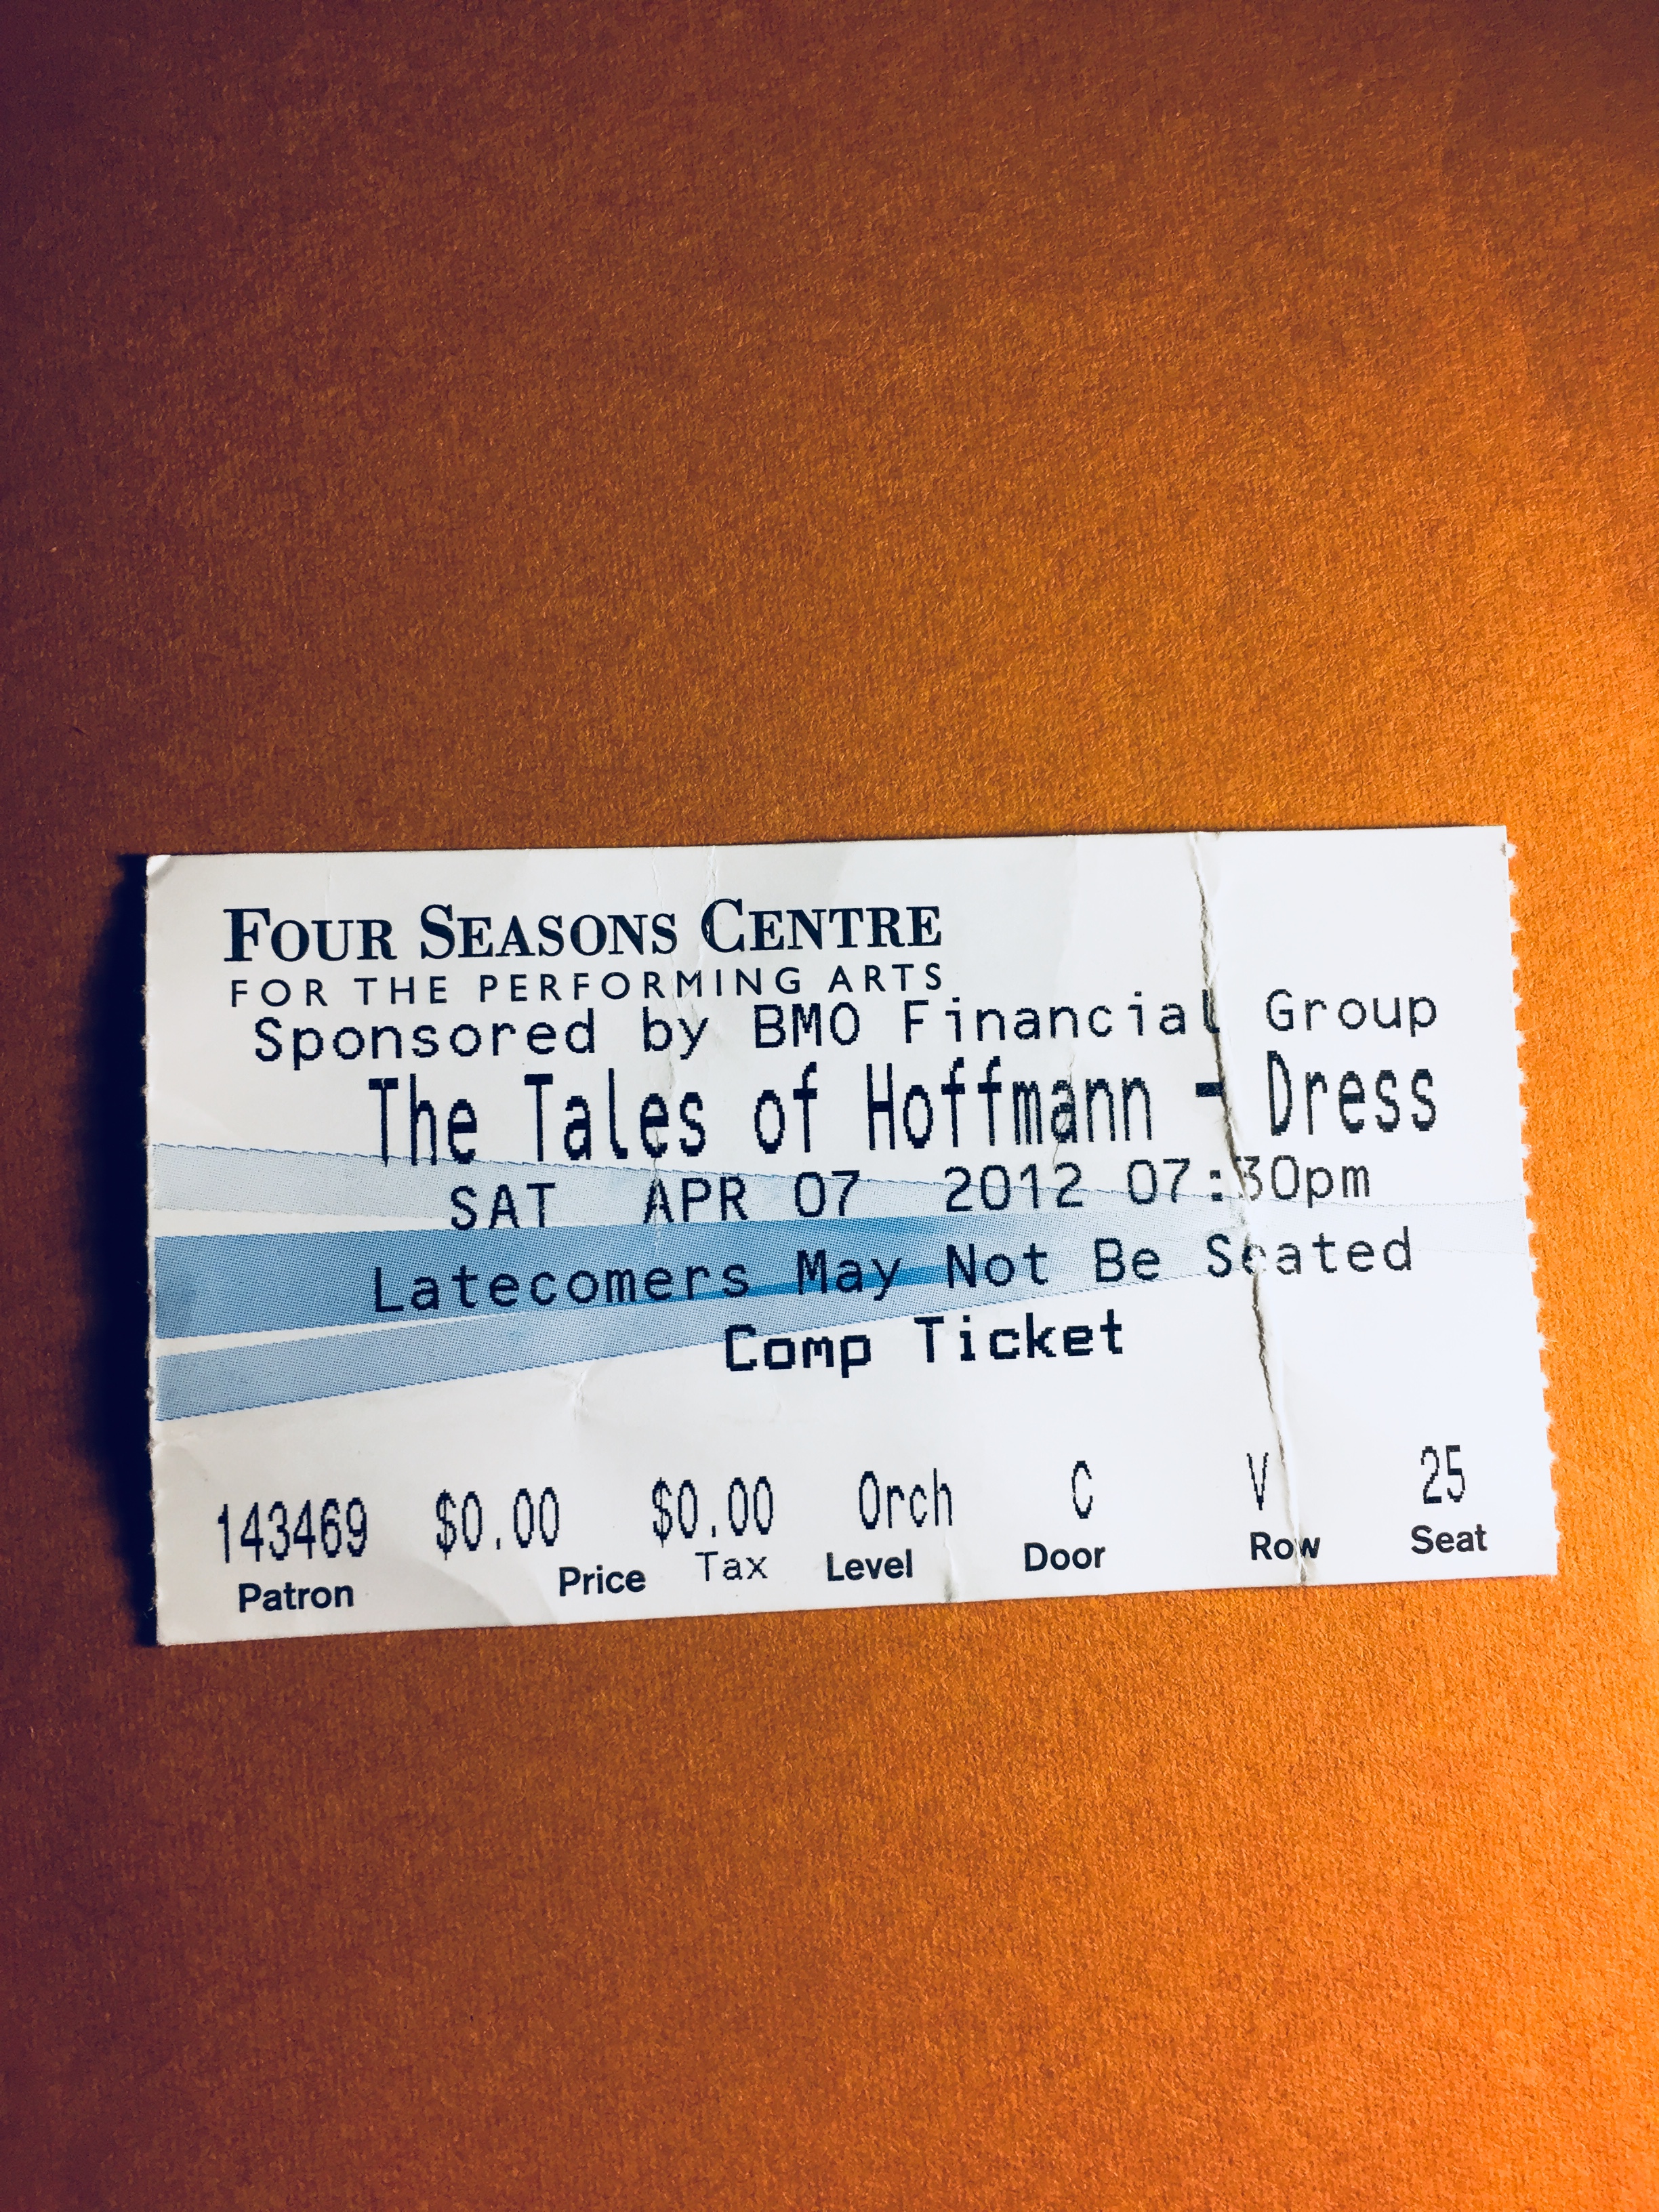 FOUR SEASONS CENTRE
FOR THE PERFORMING ARTS
Sponsored by BMO Financial Group
The Tales of Hoffmann - Dress
SAT APR 07 2012 07:30pm
Latecomers May Not Be Seated
Comp Ticket
143469 $0.00 $0.00 Orch C V 25
Patron Price Tax Level Door Row Seat